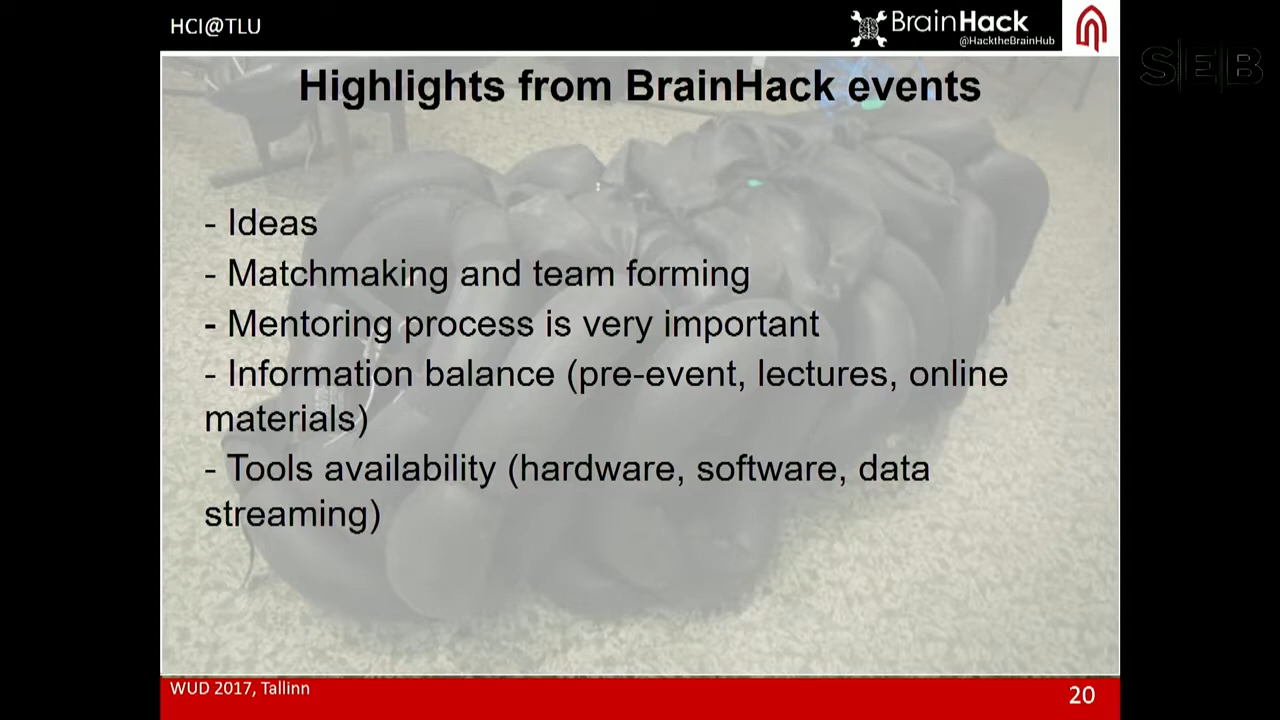 HCI@TLU
BrainHack
@HacktheBrainHub
SEB
Highlights from BrainHack events
- Ideas
- Matchmaking and team forming
- Mentoring process is very important
- Information balance (pre-event, lectures, online
materials)
- Tools availability (hardware, software, data
streaming)
WUD 2017, Tallinn
20